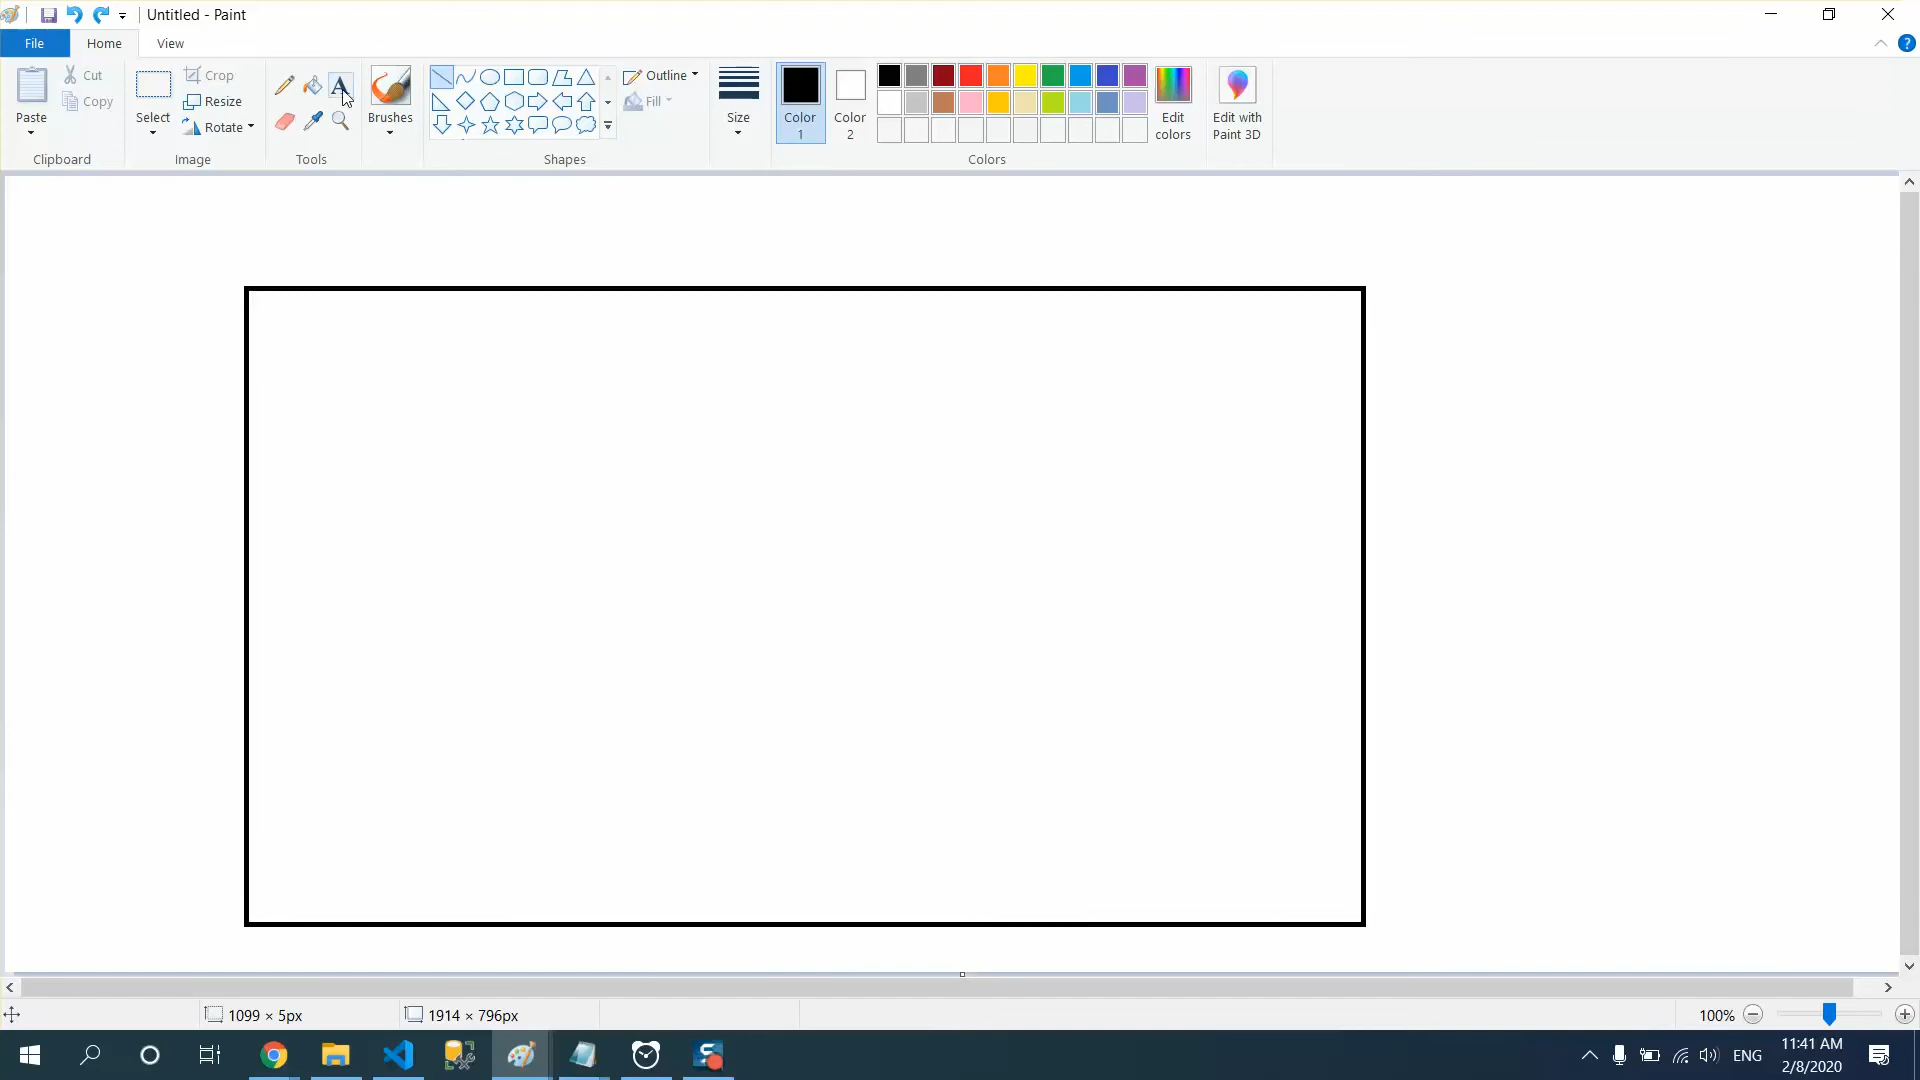 Untitled - Paint
File Home View
Paste Cut Copy
Clipboard
Select Crop Resize Rotate
Image
A
Tools
Brushes
Outline Fill
Shapes
Size
Color 1 Color 2
Edit colors
Colors
Edit with Paint 3D
?
1099 × 5px 1914 × 796px 100%
ENG 11:41 AM
2/8/2020